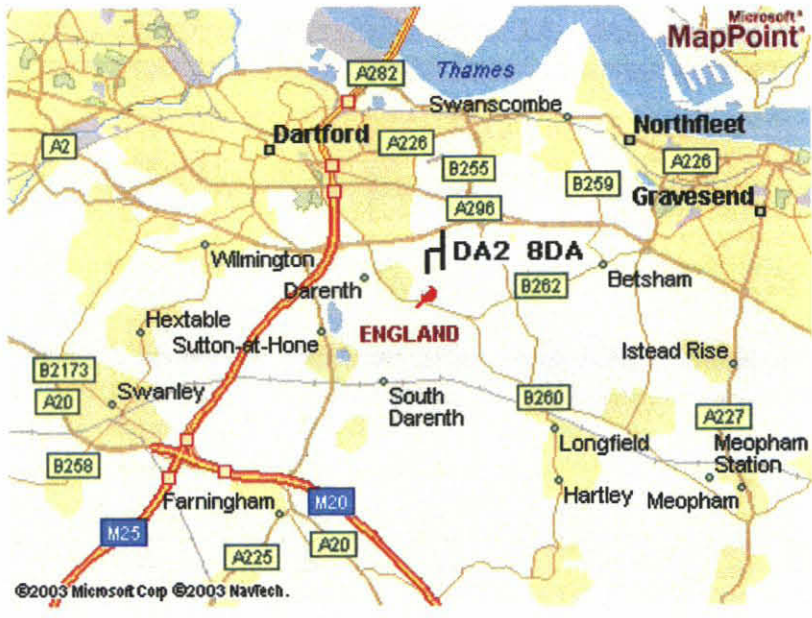 Microsoft®
MapPoint®
A282
Thames
Swanscombe
A2
Dartford
A226
Northfleet
B255
A226
B259
Gravesend
A296
DA2 8DA
Wilmington
Darenth
Betsham
B262
Hextable
Sutton-at-Hone
ENGLAND
Istead Rise
B2173
A20
Swanley
South
Darenth
B260
A227
Longfield
Meopham
Station
B258
Farningham
M20
Hartley
Meopham
M25
A225
A20
©2003 Microsoft Corp ©2003 NavTech.